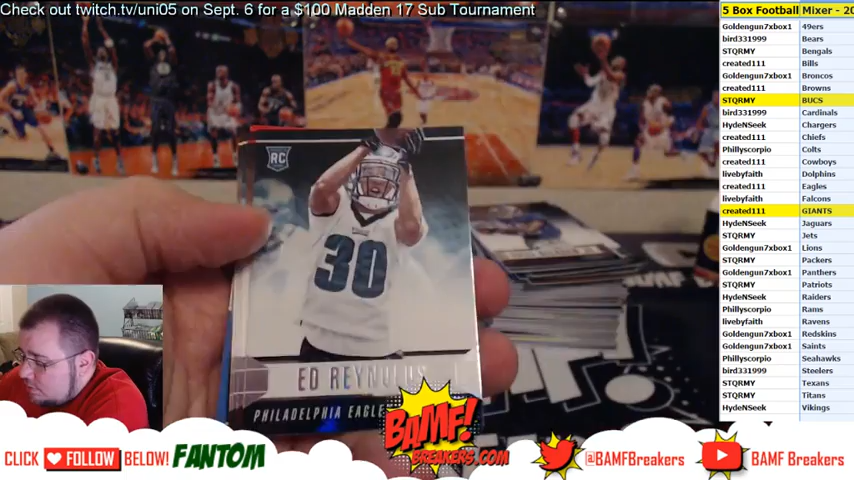 Check out twitch.tv/uni05 on Sept. 6 for a $100 Madden 17 Sub Tournament
5 Box Football Mixer - 20
Goldengun7xbox1 49ers
bird331999 Bears
STQRMY Bengals
created111 Bills
Goldengun7xbox1 Broncos
created111 Browns
STQRMY BUCS
bird331999 Cardinals
HydeNSeek Chargers
created111 Chiefs
Phillyscorpio Colts
created111 Cowboys
livebyfaith Dolphins
created111 Eagles
livebyfaith Falcons
created111 GIANTS
HydeNSeek Jaguars
STQRMY Jets
Goldengun7xbox1 Lions
STQRMY Packers
Goldengun7xbox1 Panthers
STQRMY Patriots
HydeNSeek Raiders
Phillyscorpio Rams
livebyfaith Ravens
Goldengun7xbox1 Redskins
Goldengun7xbox1 Saints
Phillyscorpio Seahawks
bird331999 Steelers
STQRMY Texans
STQRMY Titans
HydeNSeek Vikings
RC
30
ED REYNOLDS
PHILADELPHIA EAGLE
BAMF!
BREAKERS.COM
CLICK FOLLOW BELOW! FANTOM
@BAMFBreakers
BAMF Breakers